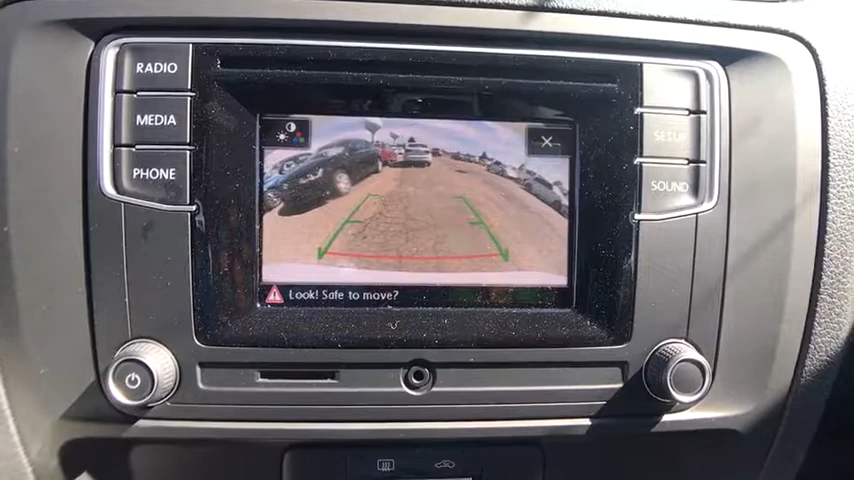 RADIO
MEDIA
PHONE
SETUP
SOUND
Look! Safe to move?